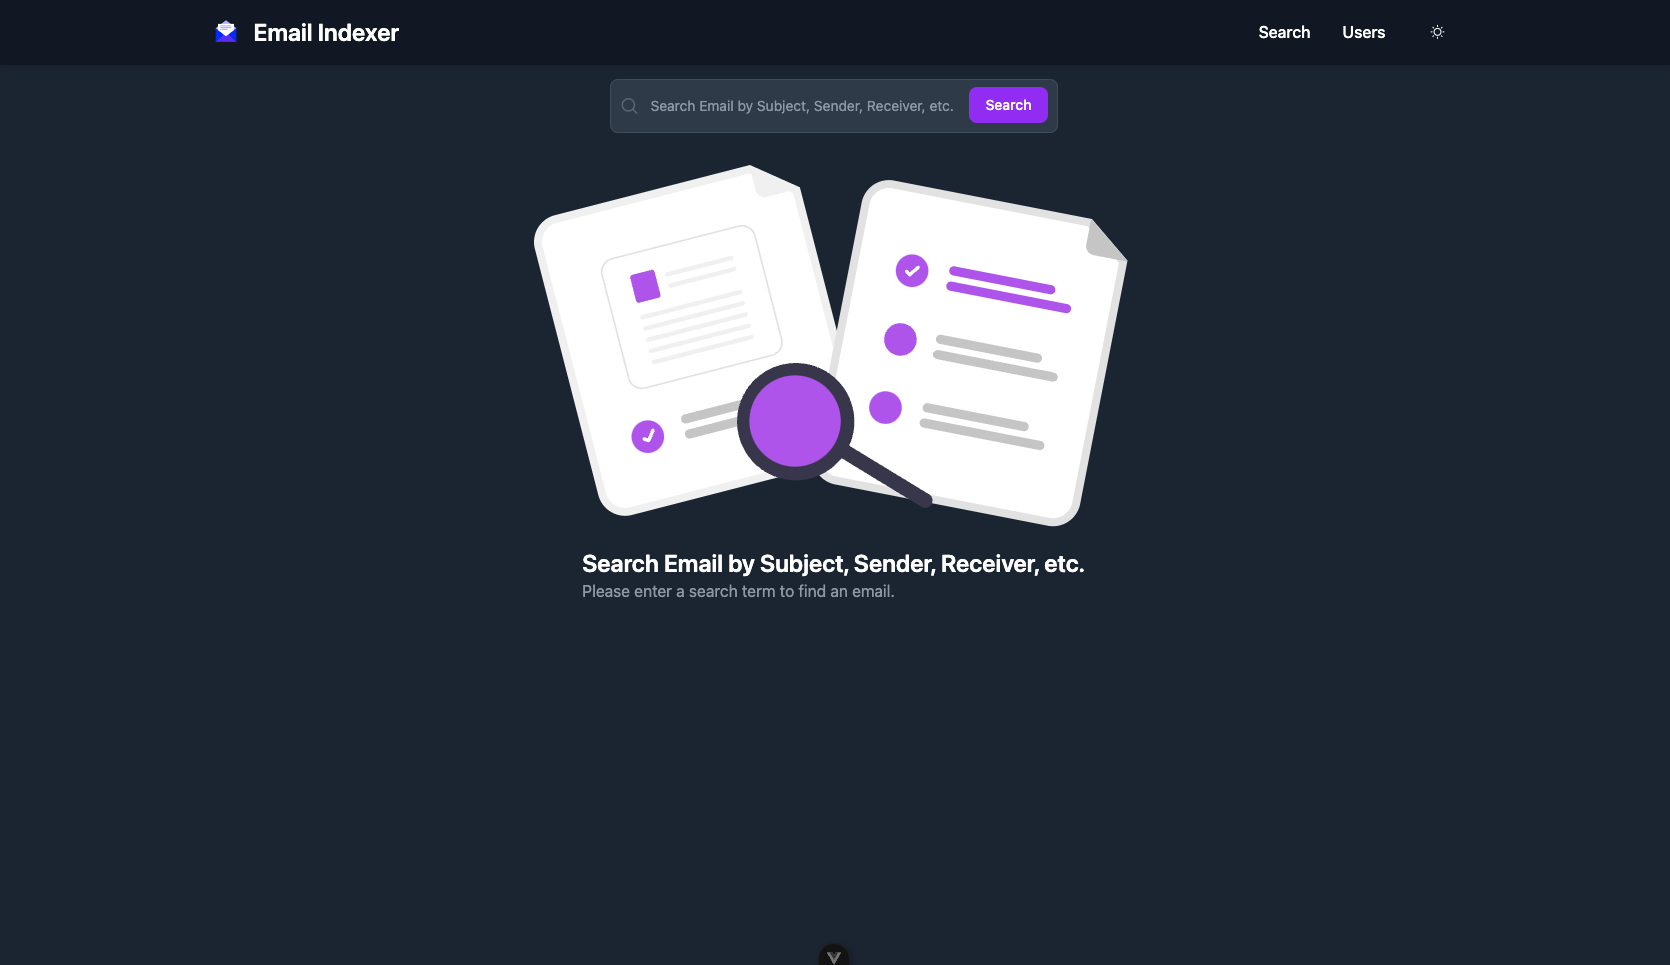 Email Indexer
Search
Users
Search Email by Subject, Sender, Receiver, etc.
Search
Search Email by Subject, Sender, Receiver, etc.
Please enter a search term to find an email.